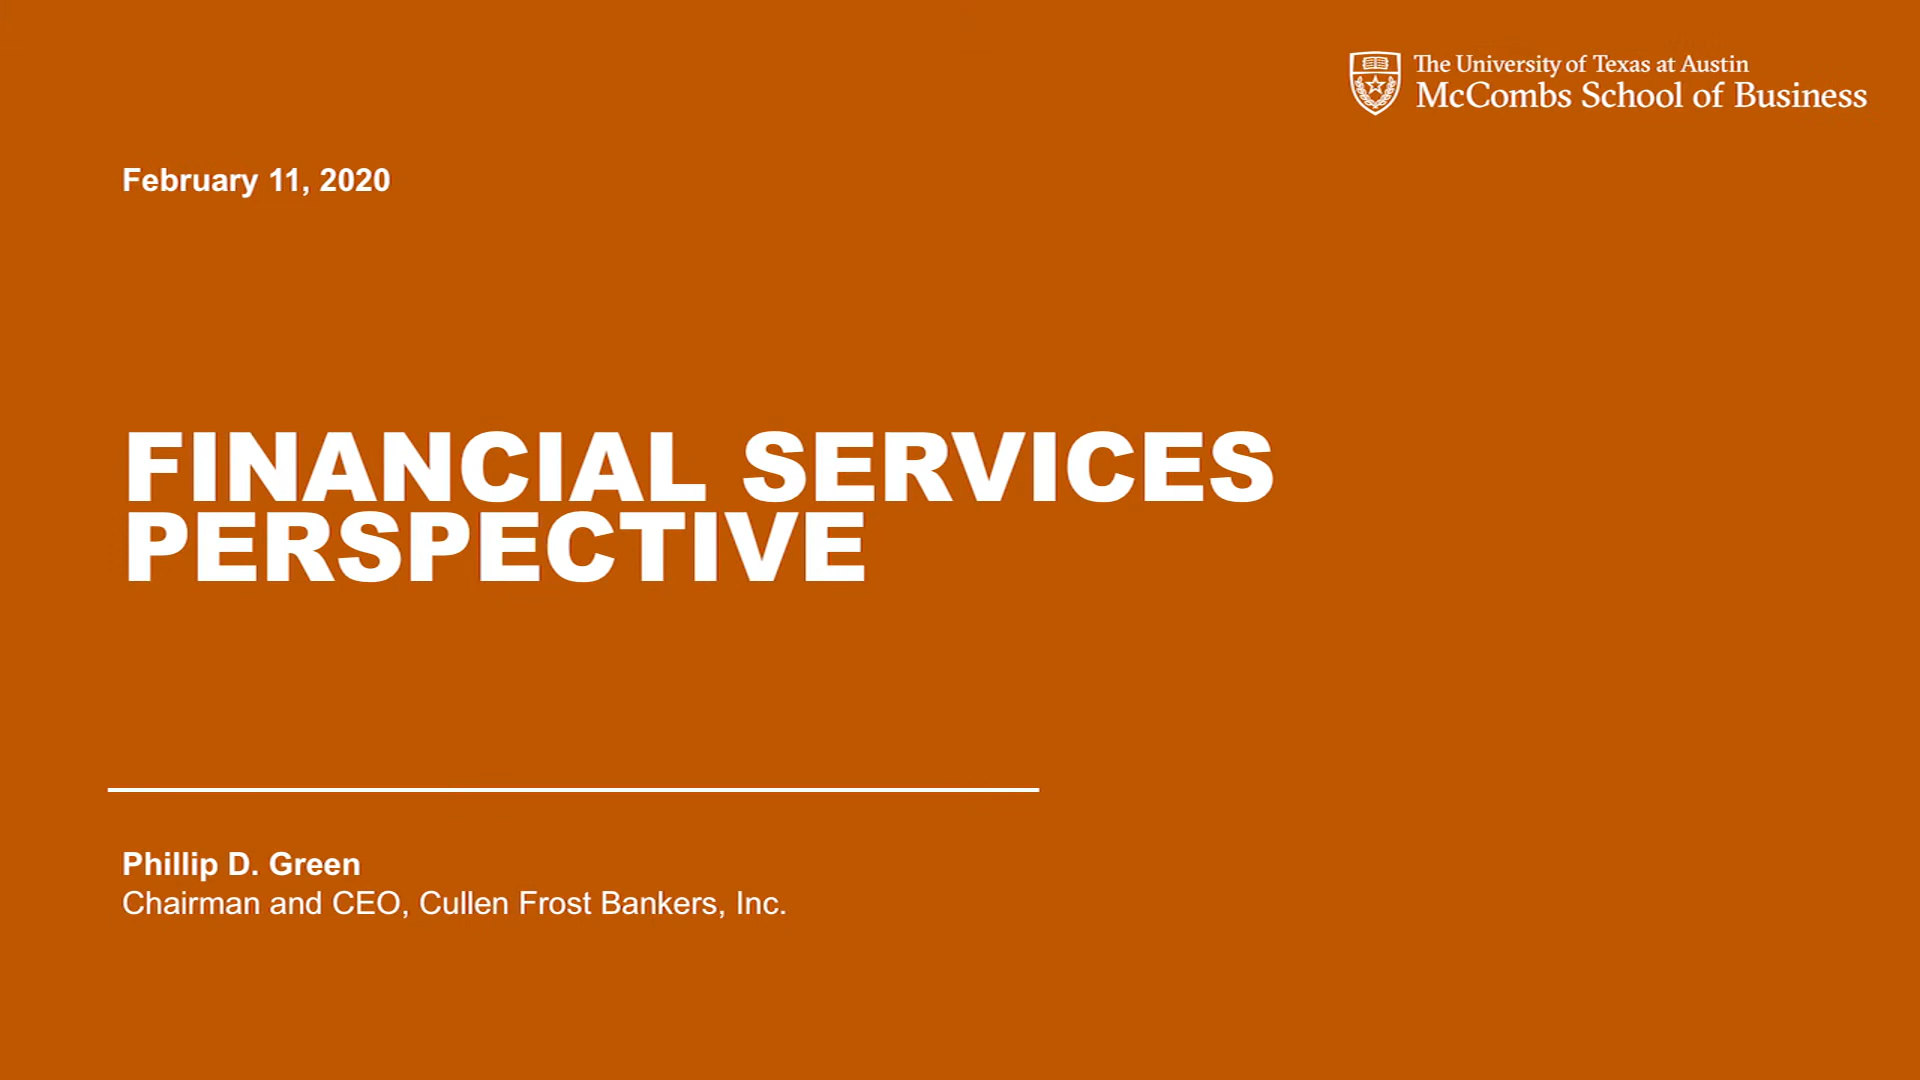 The University of Texas at Austin
McCombs School of Business
February 11, 2020
FINANCIAL SERVICES
PERSPECTIVE
Phillip D. Green
Chairman and CEO, Cullen Frost Bankers, Inc.